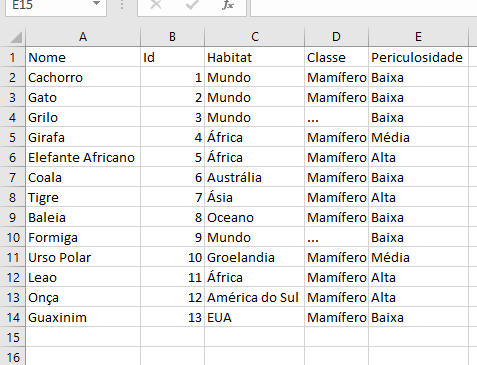 E15 fx
A B C D E
1 Nome Id Habitat Classe Periculosidade
2 Cachorro 1 Mundo Mamífero Baixa
3 Gato 2 Mundo Mamífero Baixa
4 Grilo 3 Mundo ... Baixa
5 Girafa 4 África Mamífero Média
6 Elefante Africano 5 África Mamífero Alta
7 Coala 6 Austrália Mamífero Baixa
8 Tigre 7 Ásia Mamífero Alta
9 Baleia 8 Oceano Mamífero Baixa
10 Formiga 9 Mundo ... Baixa
11 Urso Polar 10 Groelandia Mamífero Média
12 Leao 11 África Mamífero Alta
13 Onça 12 América do Sul Mamífero Alta
14 Guaxinim 13 EUA Mamífero Baixa
15
16